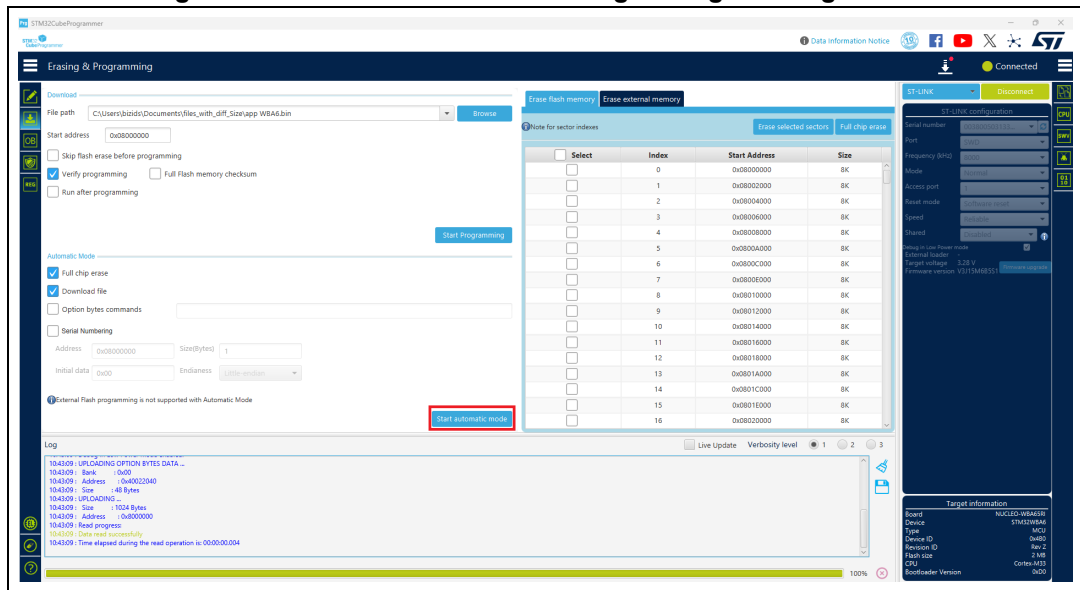 STM32CubeProgrammer
Data Information Notice
Erasing & Programming
Connected
Download
File path
C:\Users\bizids\Documents\files_with_diff_Size\app WBA6.bin
Browse
Start address
0x08000000
Skip flash erase before programming
Verify programming
Full Flash memory checksum
Run after programming
Start Programming
Automatic Mode
Full chip erase
Download file
Option bytes commands
Serial Numbering
Address
0x08000000
Size(Bytes)
1
Initial data
0x00
Endianess
Little endian
External Flash programming is not supported with Automatic Mode
Start automatic mode
Erase flash memory
Erase external memory
Note for sector indexes
Erase selected sectors
Full chip erase
Select Index Start Address Size
0 0x08000000 8K
1 0x08002000 8K
2 0x08004000 8K
3 0x08006000 8K
4 0x08008000 8K
5 0x0800A000 8K
6 0x0800C000 8K
7 0x0800E000 8K
8 0x08010000 8K
9 0x08012000 8K
10 0x08014000 8K
11 0x08016000 8K
12 0x08018000 8K
13 0x0801A000 8K
14 0x0801C000 8K
15 0x0801E000 8K
16 0x08020000 8K
Log
Live Update
Verbosity level
1
2
3
10:43:09 : UPLOADING OPTION BYTES DATA ...
10:43:09 : Bank : 0x00
10:43:09 : Address : 0x40022040
10:43:09 : Size : 48 Bytes
10:43:09 : UPLOADING ...
10:43:09 : Size : 1024 Bytes
10:43:09 : Address : 0x8000000
10:43:09 : Read progress:
10:43:09 : Data read successfully
10:43:09 : Time elapsed during the read operation is: 00:00:00.004
100%
ST-LINK
Disconnect
ST-LINK configuration
Serial number
Port
SWD
Frequency (kHz)
8000
Mode
Normal
Access port
1
Reset mode
Software reset
Speed
Reliable
Shared
Disabled
Debug in Low Power mode
External loader -
Target voltage 3.28 V
Firmware version
Firmware upgrade
Target information
Board NUCLEO-WBA65RI
Device STM32WBA6
Type MCU
Device ID 0x4B0
Revision ID Rev Z
Flash size 2 MB
CPU Cortex-M33
Bootloader Version 0xD0
OB
REG
CPU
SWV